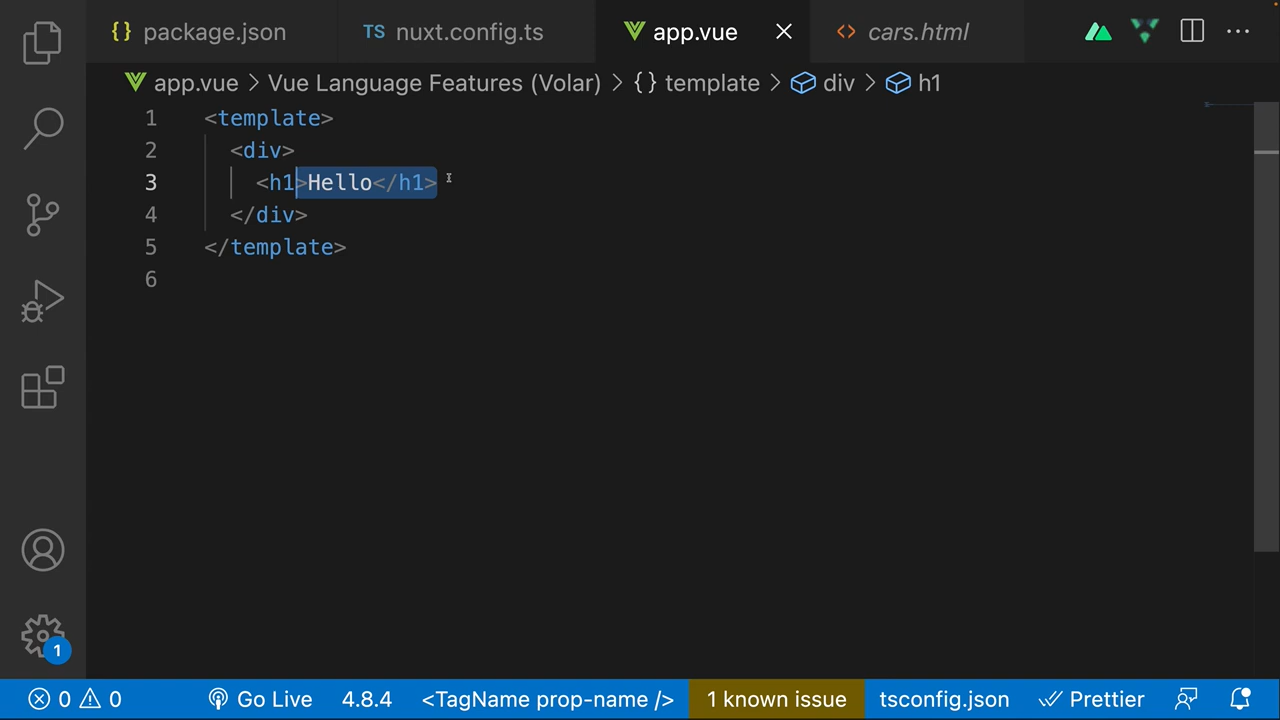 {} package.json TS nuxt.config.ts app.vue <> cars.html ...
app.vue > Vue Language Features (Volar) > {} template > div > h1
1 <template>
2 <div>
3 <h1>Hello</h1>
4 </div>
5 </template>
6
1
0 0 Go Live 4.8.4 <TagName prop-name /> 1 known issue tsconfig.json Prettier